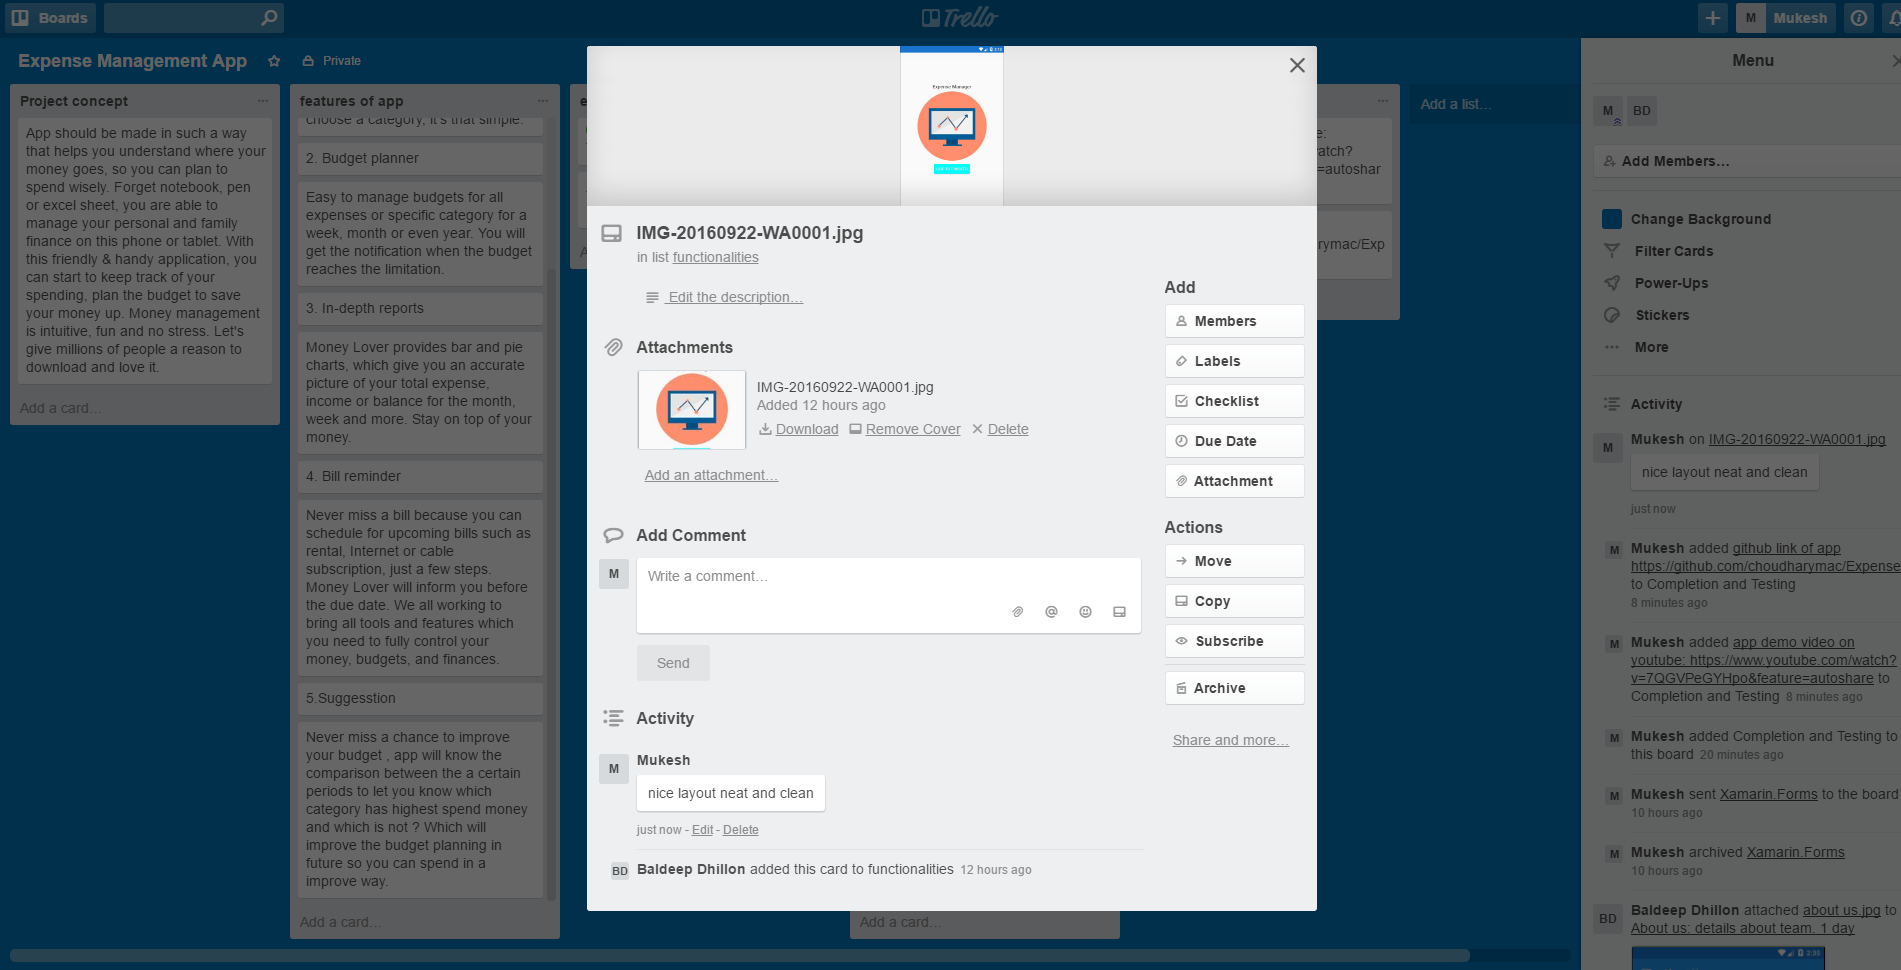 Boards
Trello
Mukesh
M
Expense Management App
Private
Project concept
App should be made in such a way
that helps you understand where your
money goes, so you can plan to
spend wisely. Forget notebook, pen
or excel sheet, you are able to
manage your personal and family
finance on this phone or tablet. With
this friendly & handy application, you
can start to keep track of your
spending, plan the budget to save
your money up. Money management
is intuitive, fun and no stress. Let's
give millions of people a reason to
download and love it.
Add a card…
features of app
choose a category, it's that simple.
2. Budget planner
Easy to manage budgets for all
expenses or specific category for a
week, month or even year. You will
get the notification when the budget
reaches the limitation.
3. In-depth reports
Money Lover provides bar and pie
charts, which give you an accurate
picture of your total expense,
income or balance for the month,
week and more. Stay on top of your
money.
4. Bill reminder
Never miss a bill because you can
schedule for upcoming bills such as
rental, Internet or cable
subscription, just a few steps.
Money Lover will inform you before
the due date. We all working to
bring all tools and features which
you need to fully control your
money, budgets, and finances.
5.Suggesstion
Never miss a chance to improve
your budget , app will know the
comparison between the a certain
periods to let you know which
category has highest spend money
and which is not ? Which will
improve the budget planning in
future so you can spend in a
improve way.
Add a card…
Expense Manager
IMG-20160922-WA0001.jpg
in list functionalities
Edit the description…
Attachments
IMG-20160922-WA0001.jpg
Added 12 hours ago
Download Remove Cover Delete
Add an attachment…
Add Comment
M
Write a comment…
Send
Activity
M
Mukesh
nice layout neat and clean
just now - Edit - Delete
BD
Baldeep Dhillon added this card to functionalities 12 hours ago
Add
Members
Labels
Checklist
Due Date
Attachment
Actions
Move
Copy
Subscribe
Archive
Share and more…
Add a card…
e:
atch?
=autoshar
rymac/Exp
Add a list…
Menu
M BD
Add Members…
Change Background
Filter Cards
Power-Ups
Stickers
More
Activity
M
Mukesh on IMG-20160922-WA0001.jpg
nice layout neat and clean
just now
M
Mukesh added github link of app
https://github.com/choudharymac/Expense
to Completion and Testing
8 minutes ago
M
Mukesh added app demo video on
youtube: https://www.youtube.com/watch?
v=7QGVPeGYHpo&feature=autoshare to
Completion and Testing 8 minutes ago
M
Mukesh added Completion and Testing to
this board 20 minutes ago
M
Mukesh sent Xamarin.Forms to the board
10 hours ago
M
Mukesh archived Xamarin.Forms
10 hours ago
BD
Baldeep Dhillon attached about us.jpg to
About us: details about team. 1 day
2:35